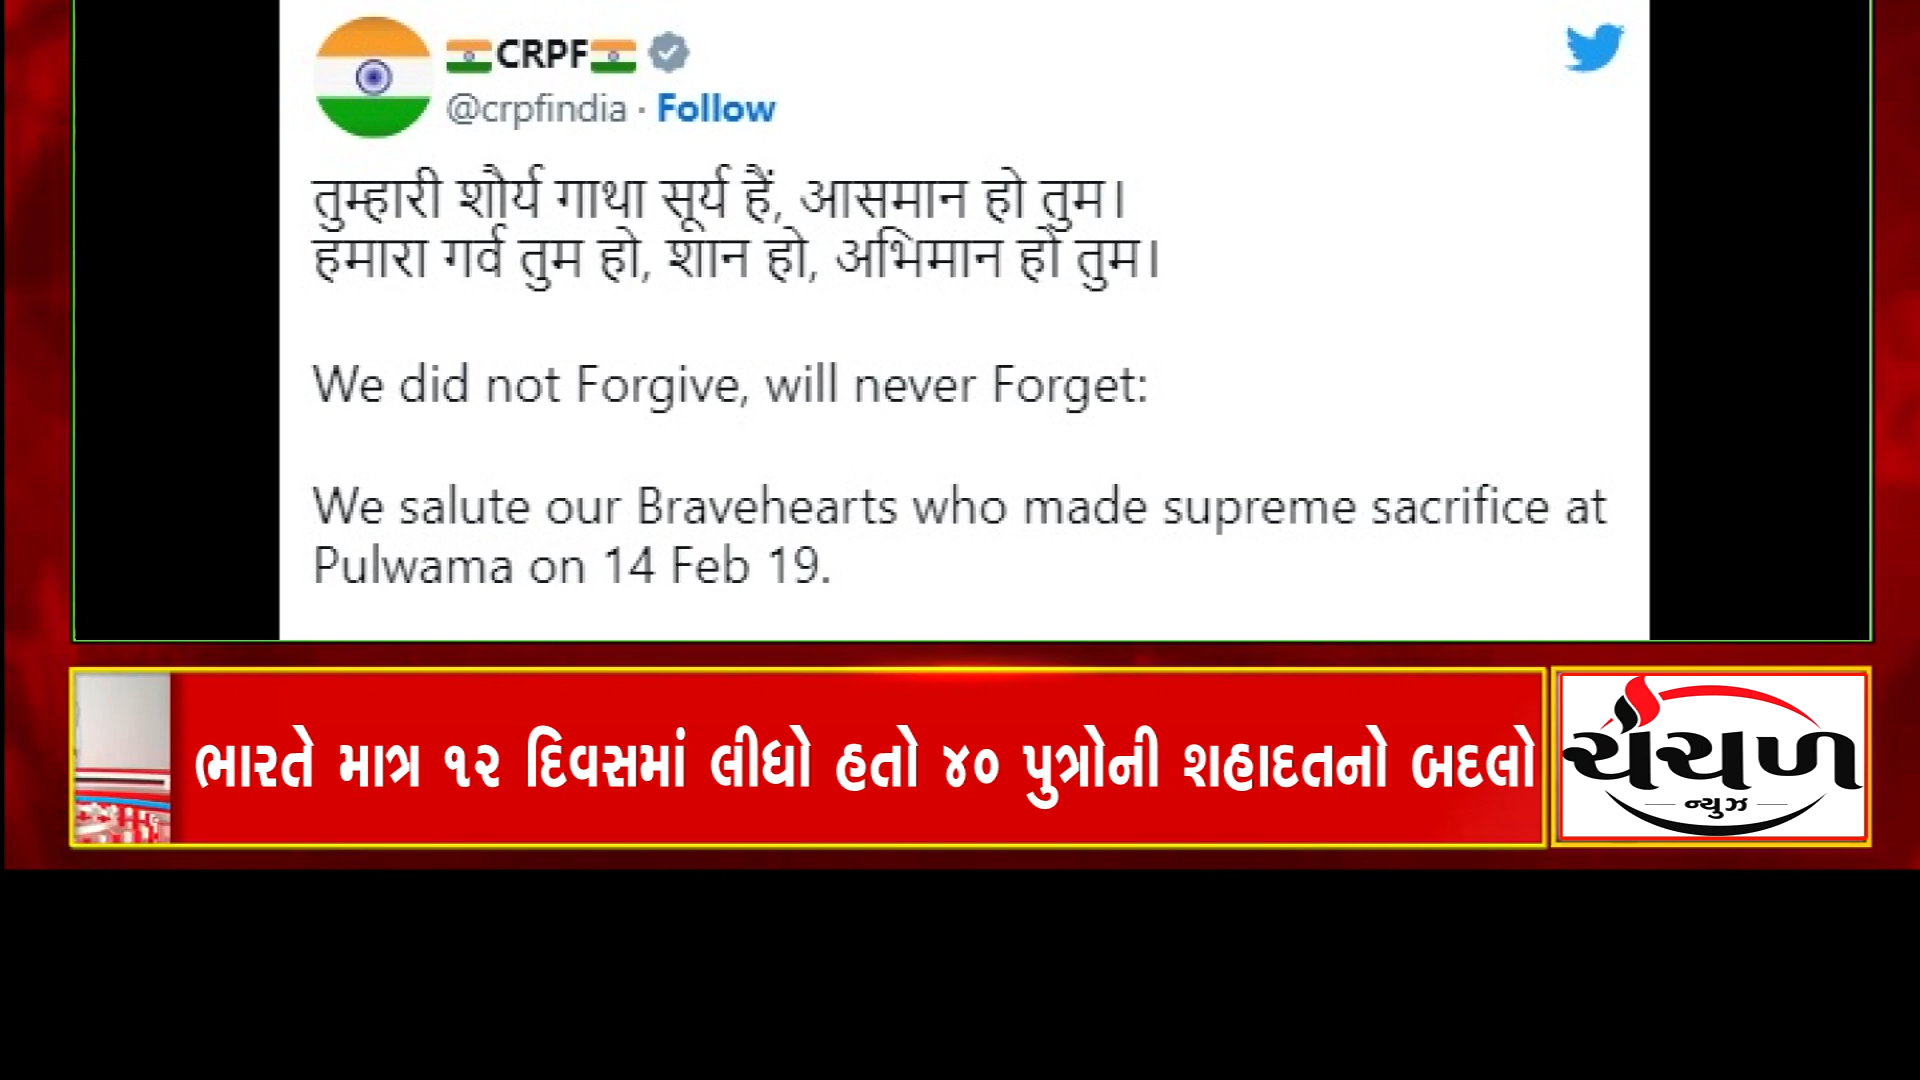 CRPF
@crpfindia · Follow
तुम्हारी शौर्य गाथा सूर्य हैं, आसमान हो तुम।
हमारा गर्व तुम हो, शान हो, अभिमान हो तुम।
We did not Forgive, will never Forget:
We salute our Bravehearts who made supreme sacrifice at
Pulwama on 14 Feb 19.
ભારતે માત્ર ૧૨ દિવસમાં લીધો હતો ૪૦ પુત્રોની શહાદતનો બદલો
ચંચળ
ન્યુઝ